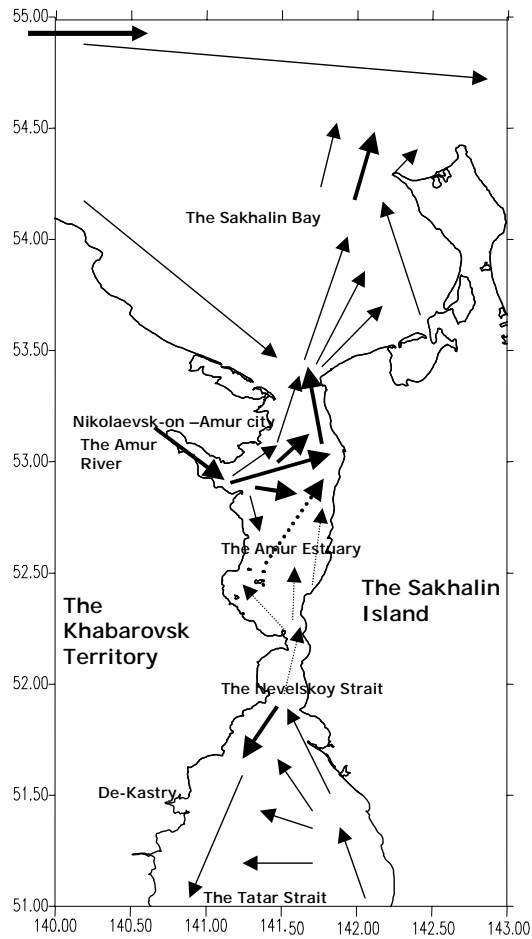 55.00
54.50
The Sakhalin Bay
54.00
53.50
Nikolaevsk-on –Amur city
The Amur
River
53.00
The Amur Estuary
52.50
The Sakhalin
Island
The
Khabarovsk
Territory
52.00
The Nevelskoy Strait
De-Kastry
51.50
The Tatar Strait
51.00
140.00 140.50 141.00 141.50 142.00 142.50 143.00